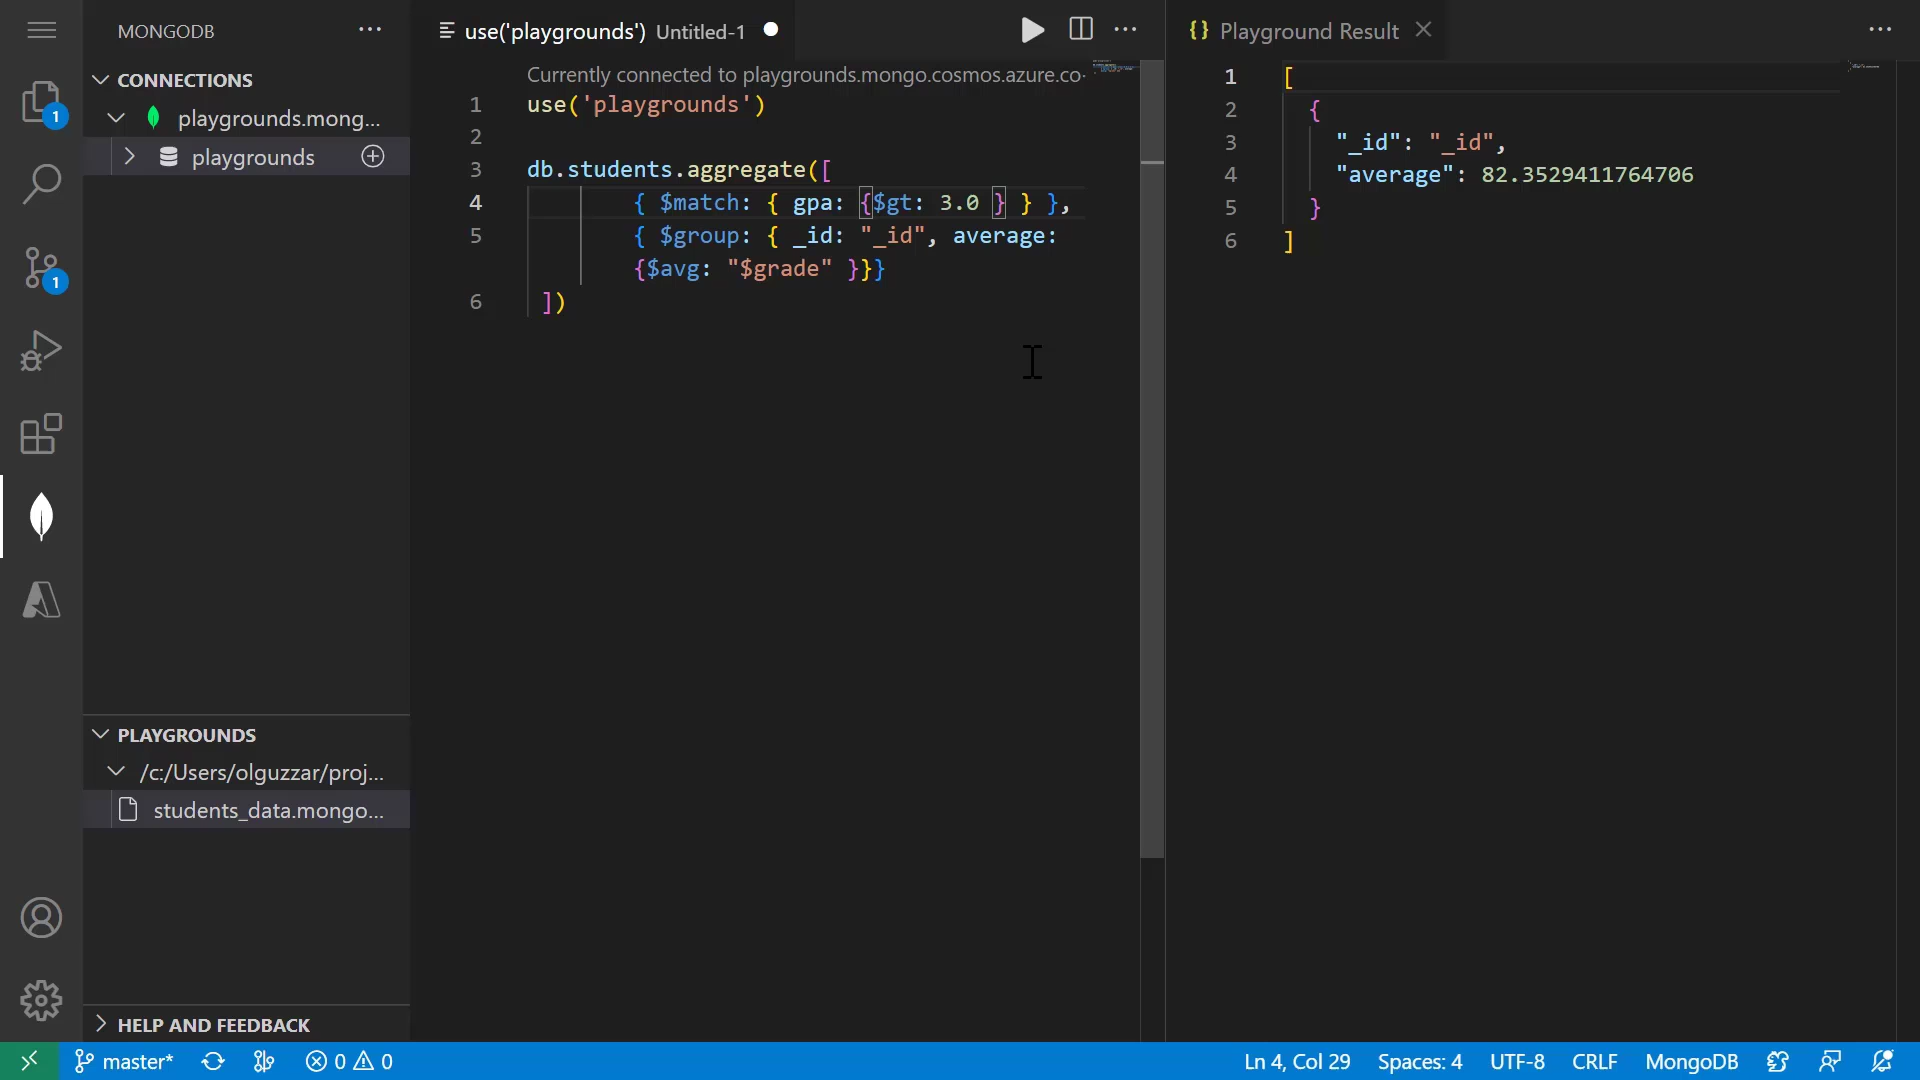 MONGODB
CONNECTIONS
playgrounds.mong...
playgrounds
PLAYGROUNDS
/c:/Users/olguzzar/proj...
students_data.mongo...
HELP AND FEEDBACK
1
1
use('playgrounds') Untitled-1
Currently connected to playgrounds.mongo.cosmos.azure.co
1 use('playgrounds')
2
3 db.students.aggregate([
4 { $match: { gpa: {$gt: 3.0 } } },
5 { $group: { _id: "_id", average:
{$avg: "$grade" }}}
6 ])
{} Playground Result
1 [
2 {
3 "_id": "_id",
4 "average": 82.3529411764706
5 }
6 ]
master* 0 0 Ln 4, Col 29 Spaces: 4 UTF-8 CRLF MongoDB